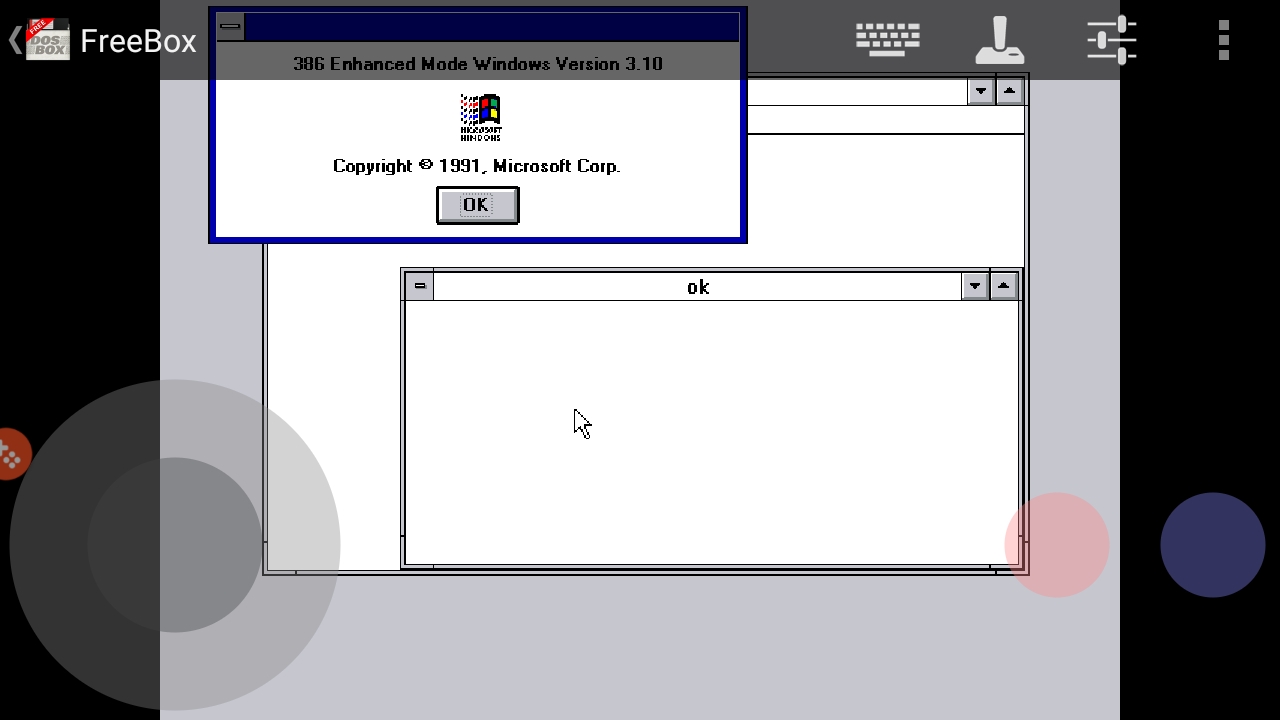 FREE
DOS
BOX
FreeBox
386 Enhanced Mode Windows Version 3.10
MICROSOFT
WINDOWS
Copyright © 1991, Microsoft Corp.
OK
ok